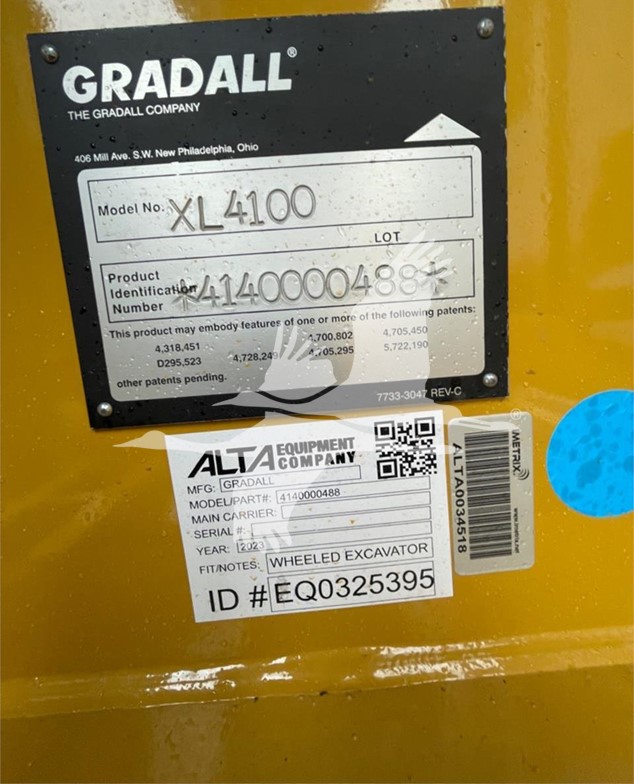 GRADALL®
THE GRADALL COMPANY
406 Mill Ave. S.W. New Philadelphia, Ohio
Model No. XL4100
LOT
Product
Identification
Number *4140000488*
This product may embody features of one or more of the following patents:
4,318,451 4,728,249 4,700,802 4,705,450
D295,523 4,705,295 5,722,190
other patents pending.
7733-3047 REV-C
ALTA EQUIPMENT
COMPANY
MFG: GRADALL
MODEL/PART#: 4140000488
MAIN CARRIER:
SERIAL #:
YEAR: 2023
FIT/NOTES: WHEELED EXCAVATOR
ID # EQ0325395
METRIX
ALTA0034518